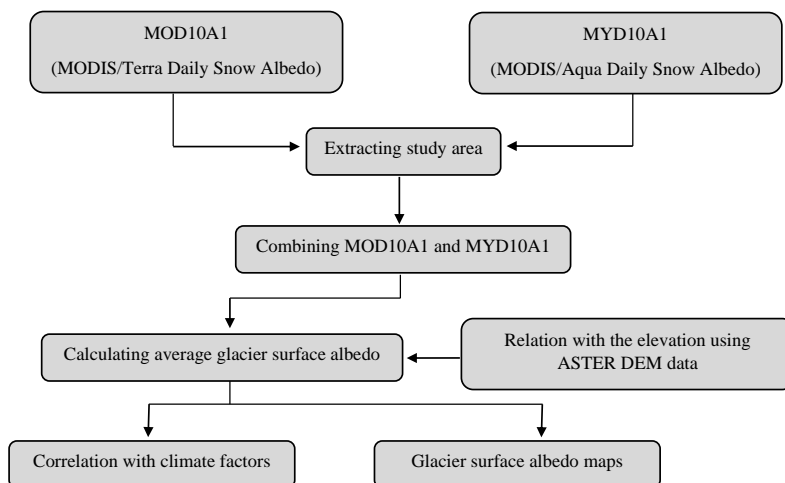 MOD10A1
(MODIS/Terra Daily Snow Albedo)
MYD10A1
(MODIS/Aqua Daily Snow Albedo)
Extracting study area
Combining MOD10A1 and MYD10A1
Calculating average glacier surface albedo
Relation with the elevation using
ASTER DEM data
Correlation with climate factors
Glacier surface albedo maps